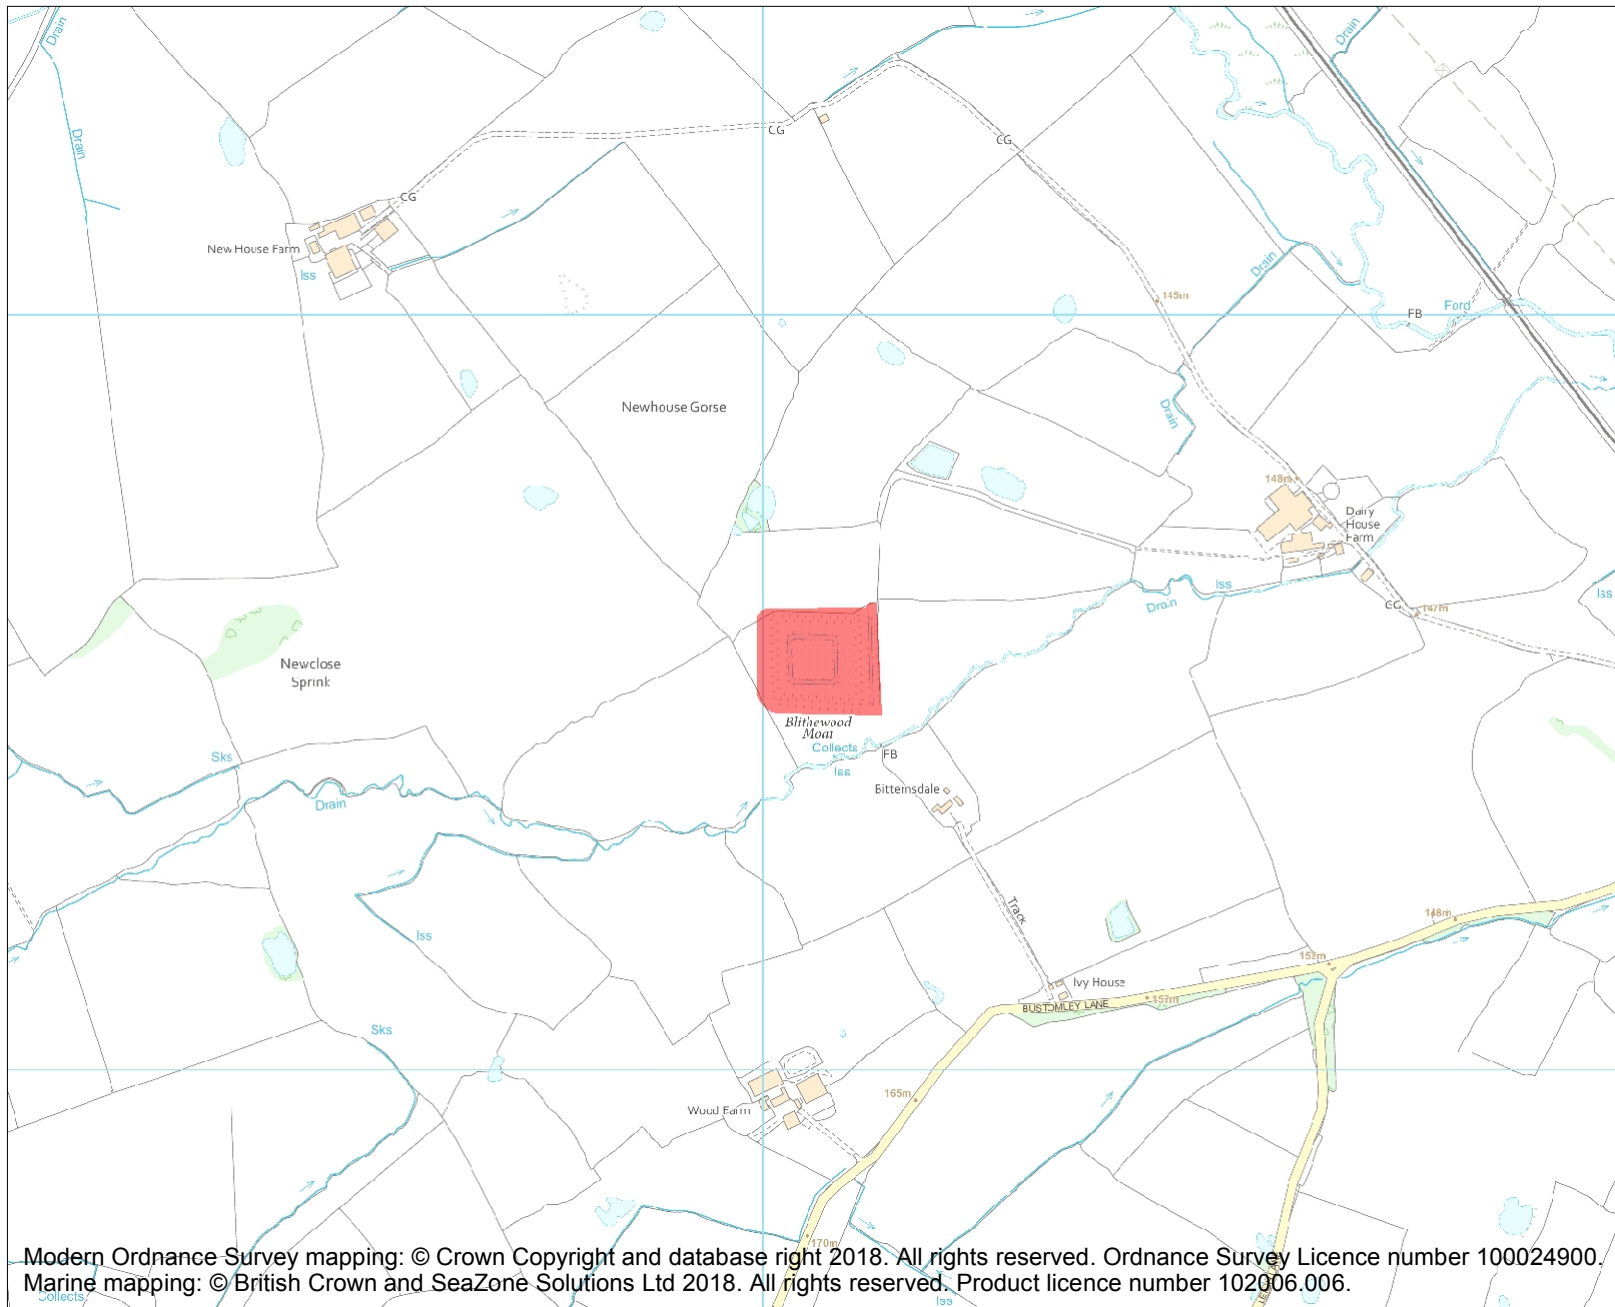 Drain
Drain
Drain
CG
CG
CG
New House Farm
Iss
Drain
145m
Ford
FB
Newhouse Gorse
Drain
148m
Dairy
House
Farm
Iss
Drain
Iss
CG
147m
Newclose
Sprink
Blithewood
Moat
Collects
Iss
FB
Sks
Drain
Bitternsdale
Track
Iss
148m
152m
Ivy House
157m
BUSTOMLEY LANE
Sks
165m
Wood Farm
170m
Modern Ordnance Survey mapping: © Crown Copyright and database right 2018. All rights reserved. Ordnance Survey Licence number 100024900.
Marine mapping: © British Crown and SeaZone Solutions Ltd 2018. All rights reserved. Product licence number 102006.006.
Collects
Iss